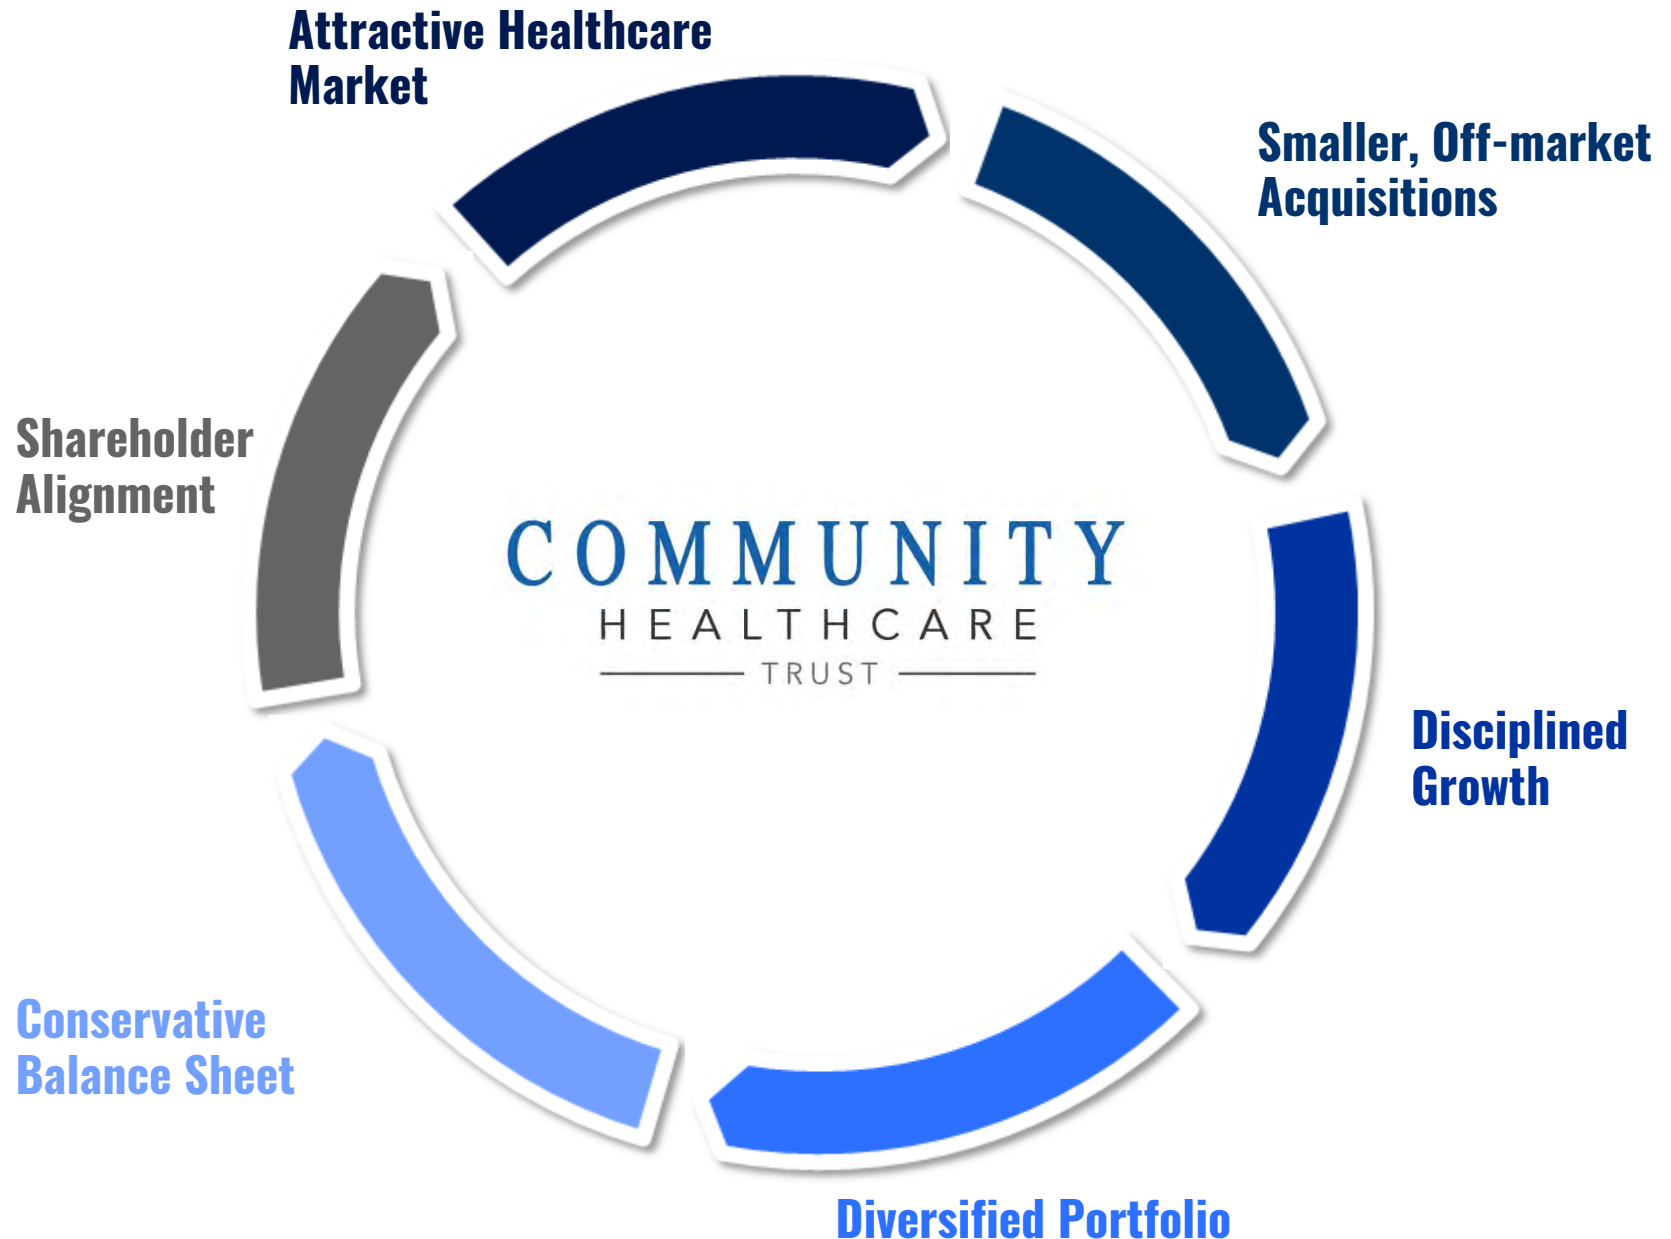 Attractive Healthcare
Market
Smaller, Off-market
Acquisitions
Shareholder
Alignment
COMMUNITY
HEALTHCARE
TRUST
Disciplined
Growth
Conservative
Balance Sheet
Diversified Portfolio